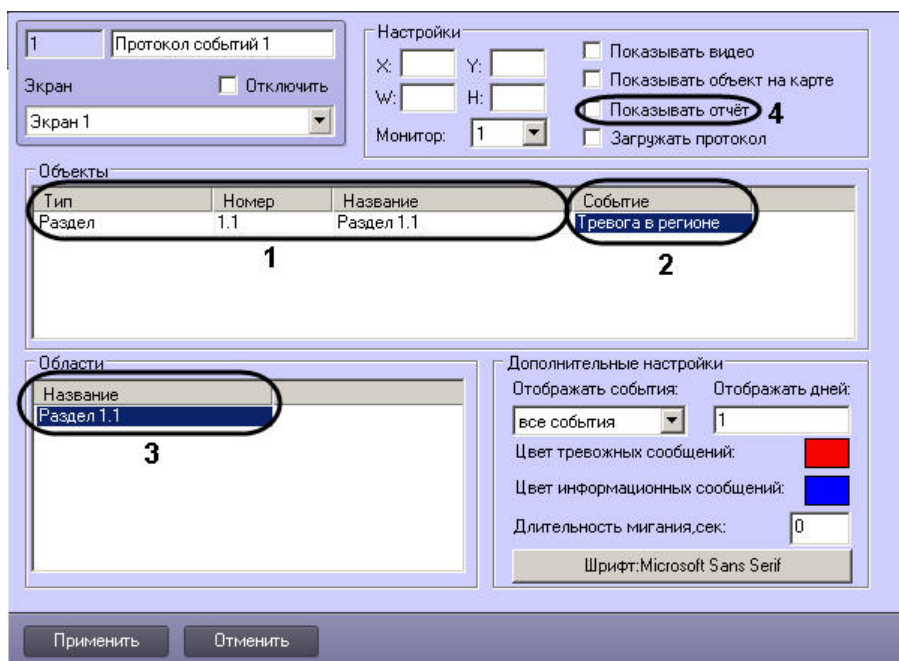 1 Протокол событий 1
Экран Отключить
Экран 1
Настройки
X: Y:
W: H:
Монитор: 1
Показывать видео
Показывать объект на карте
Показывать отчёт 4
Загружать протокол
Объекты
Тип Номер Название Событие
Раздел 1.1 Раздел 1.1 Тревога в регионе
1 2
Области
Название
Раздел 1.1
3
Дополнительные настройки
Отображать события: Отображать дней:
все события 1
Цвет тревожных сообщений:
Цвет информационных сообщений:
Длительность мигания,сек: 0
Шрифт:Microsoft Sans Serif
Применить Отменить